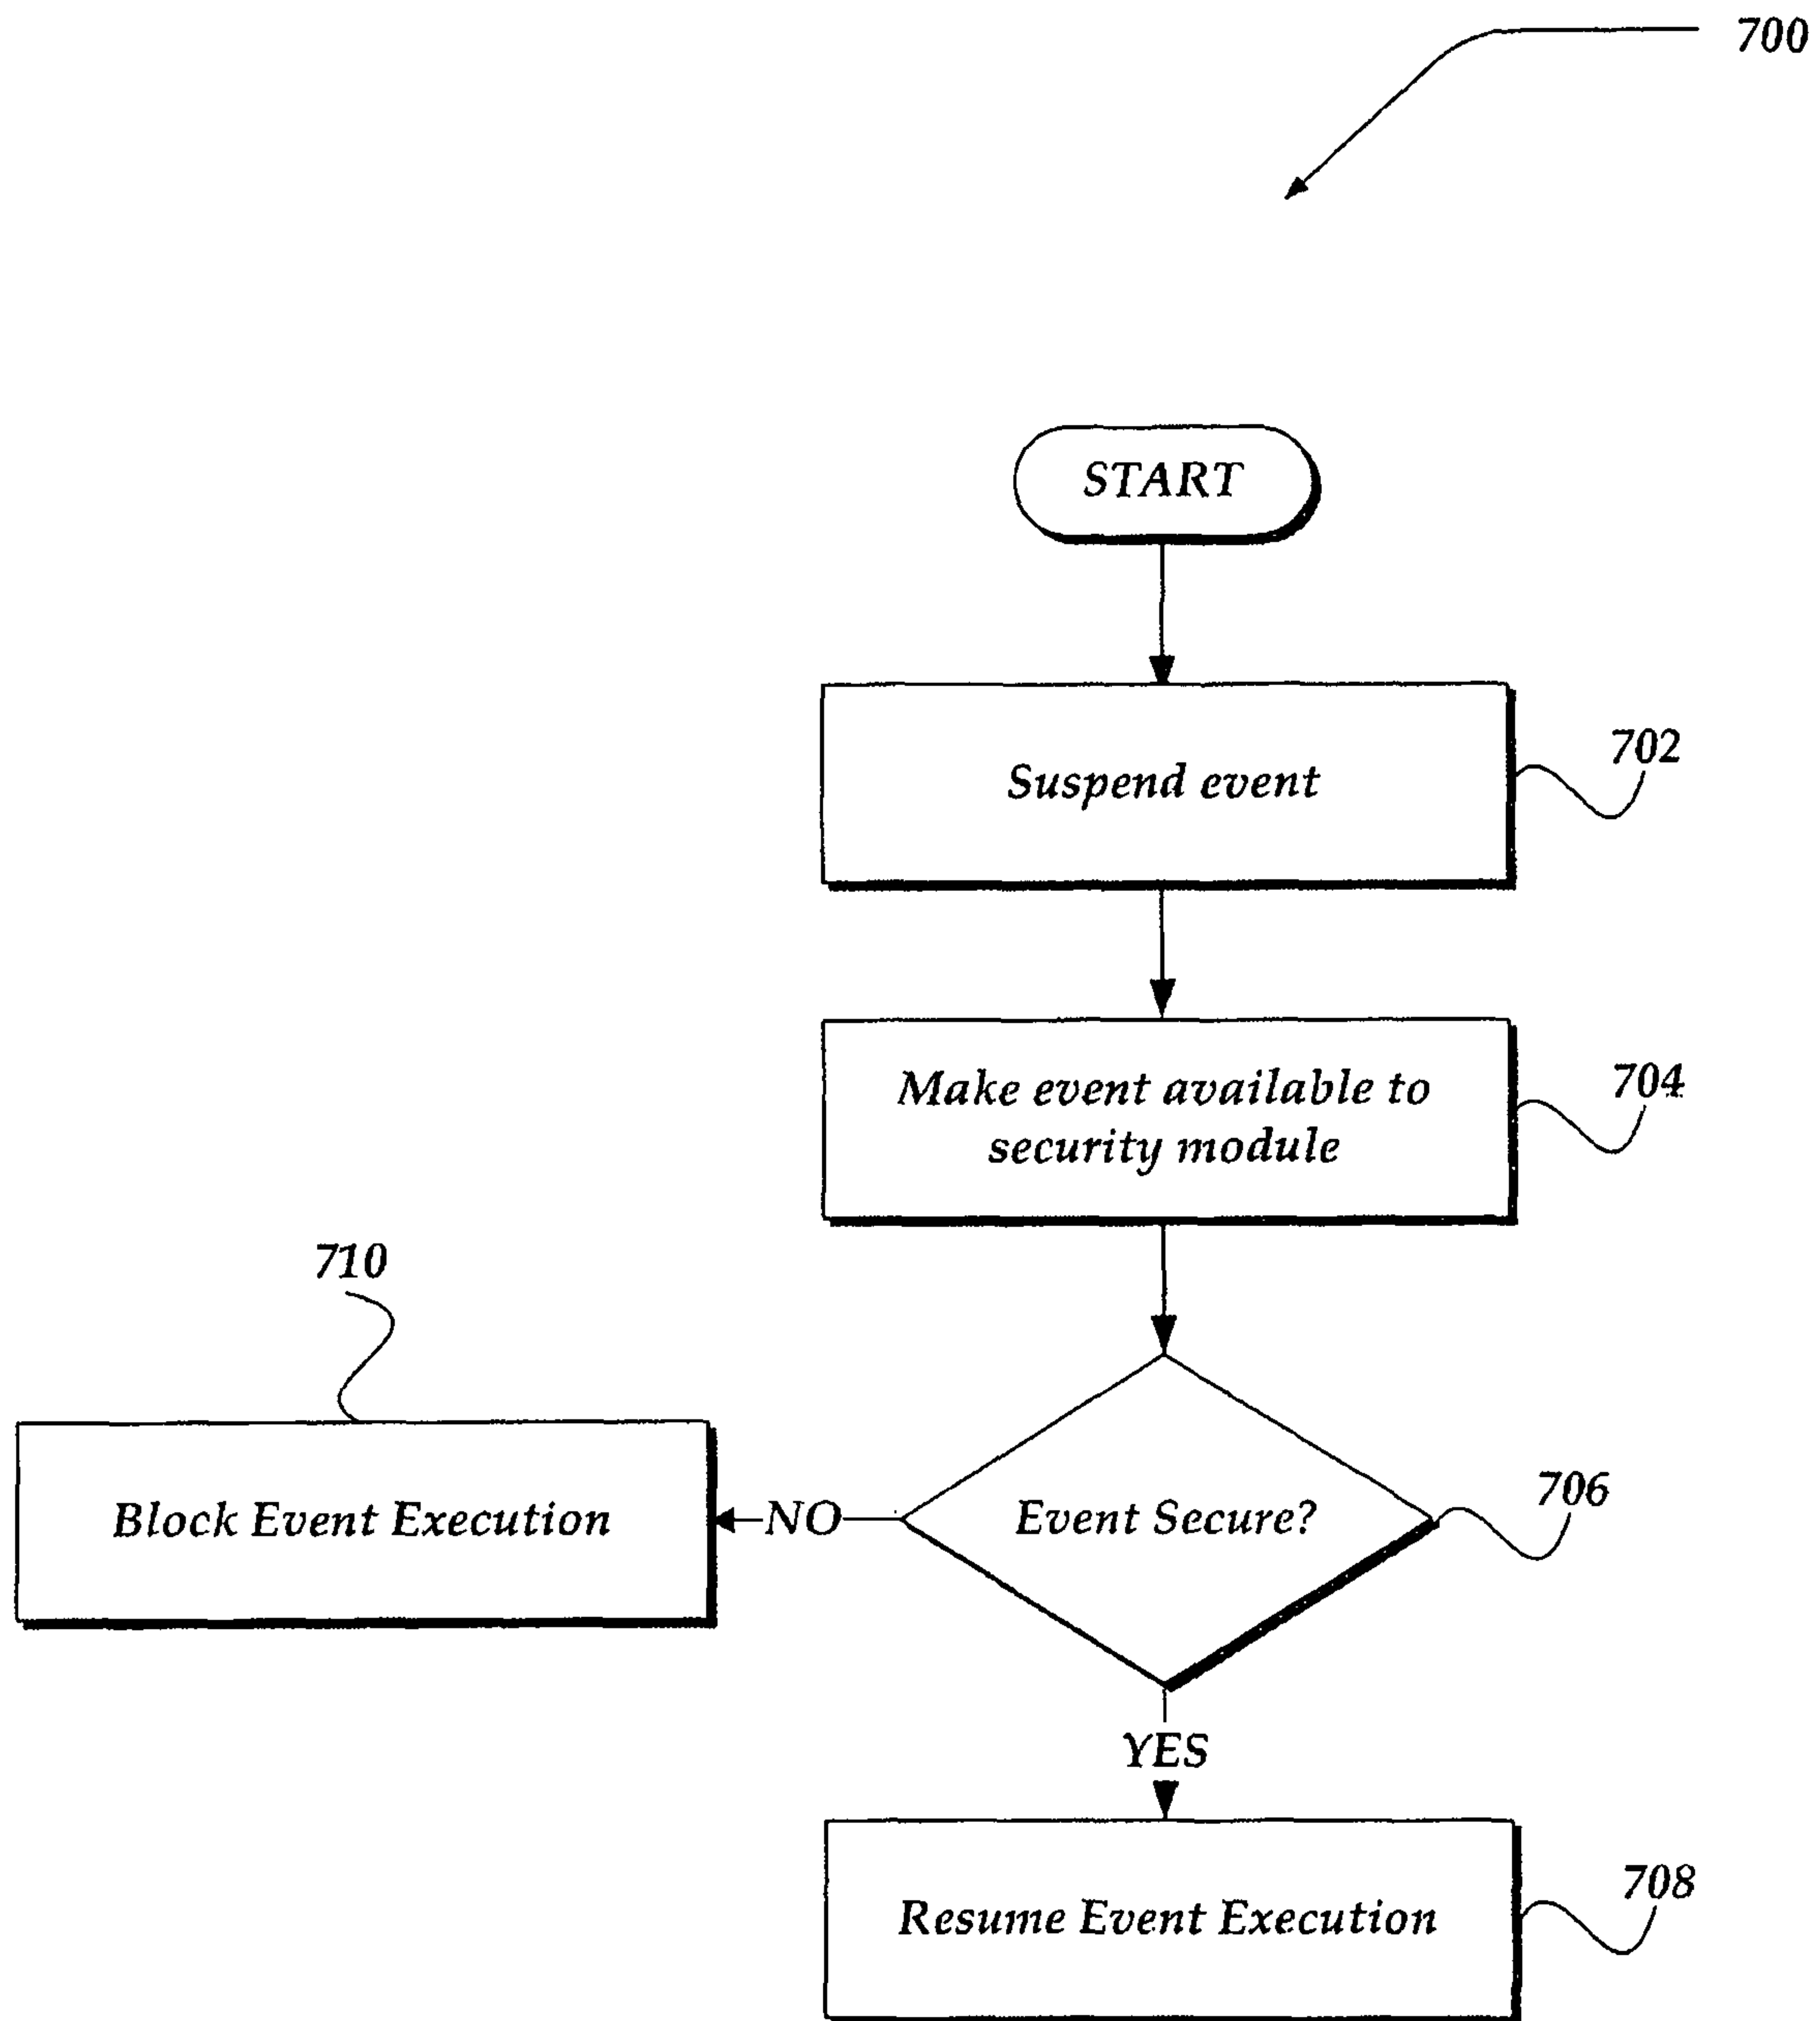 700
START
Suspend event
702
Make event available to
security module
704
710
Block Event Execution
NO
Event Secure?
706
YES
Resume Event Execution
708